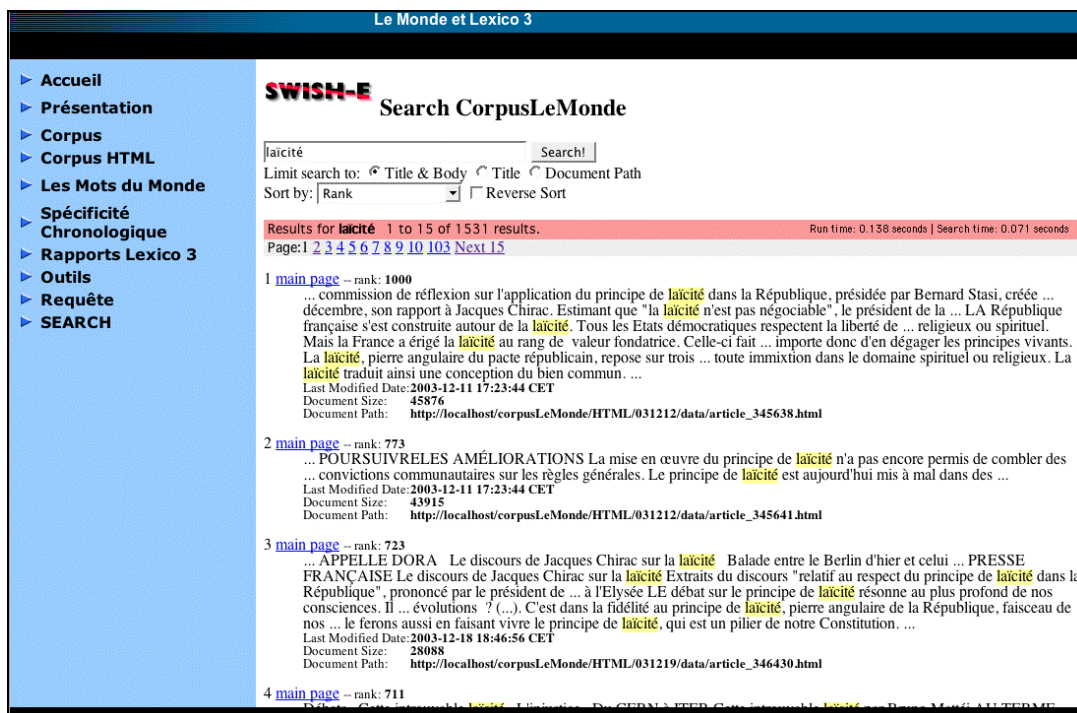 Le Monde et Lexico 3
Accueil
Présentation
Corpus
Corpus HTML
Les Mots du Monde
Spécificité
Chronologique
Rapports Lexico 3
Outils
Requête
SEARCH
SWISH-E
Search CorpusLeMonde
laïcité Search!
Limit search to: Title & Body Title Document Path
Sort by: Rank Reverse Sort
Results for laïcité 1 to 15 of 1531 results. Run time: 0.138 seconds | Search time: 0.071 seconds
Page:1 2 3 4 5 6 7 8 9 10 103 Next 15
1 main page -- rank: 1000
... commission de réflexion sur l'application du principe de laïcité dans la République, présidée par Bernard Stasi, créée ...
décembre, son rapport à Jacques Chirac. Estimant que "la laïcité n'est pas négociable", le président de la ... LA République
française s'est construite autour de la laïcité. Tous les Etats démocratiques respectent la liberté de ... religieux ou spirituel.
Mais la France a érigé la laïcité au rang de valeur fondatrice. Celle-ci fait ... importe donc d'en dégager les principes vivants.
La laïcité, pierre angulaire du pacte républicain, repose sur trois ... toute immixtion dans le domaine spirituel ou religieux. La
laïcité traduit ainsi une conception du bien commun. ...
Last Modified Date:2003-12-11 17:23:44 CET
Document Size: 45876
Document Path: http://localhost/corpusLeMonde/HTML/031212/data/article_345638.html
2 main page -- rank: 773
... POURSUIVRELES AMÉLIORATIONS La mise en œuvre du principe de laïcité n'a pas encore permis de combler des
... convictions communautaires sur les règles générales. Le principe de laïcité est aujourd'hui mis à mal dans des ...
Last Modified Date:2003-12-11 17:23:44 CET
Document Size: 43915
Document Path: http://localhost/corpusLeMonde/HTML/031212/data/article_345641.html
3 main page -- rank: 723
... APPELLE DORA Le discours de Jacques Chirac sur la laïcité Balade entre le Berlin d'hier et celui ... PRESSE
FRANÇAISE Le discours de Jacques Chirac sur la laïcité Extraits du discours "relatif au respect du principe de laïcité dans la
République", prononcé par le président de ... à l'Elysée LE débat sur le principe de laïcité résonne au plus profond de nos
consciences. Il ... évolutions ? (...). C'est dans la fidélité au principe de laïcité, pierre angulaire de la République, faisceau de
nos ... le ferons aussi en faisant vivre le principe de laïcité, qui est un pilier de notre Constitution. ...
Last Modified Date:2003-12-18 18:46:56 CET
Document Size: 28088
Document Path: http://localhost/corpusLeMonde/HTML/031219/data/article_346430.html
4 main page -- rank: 711